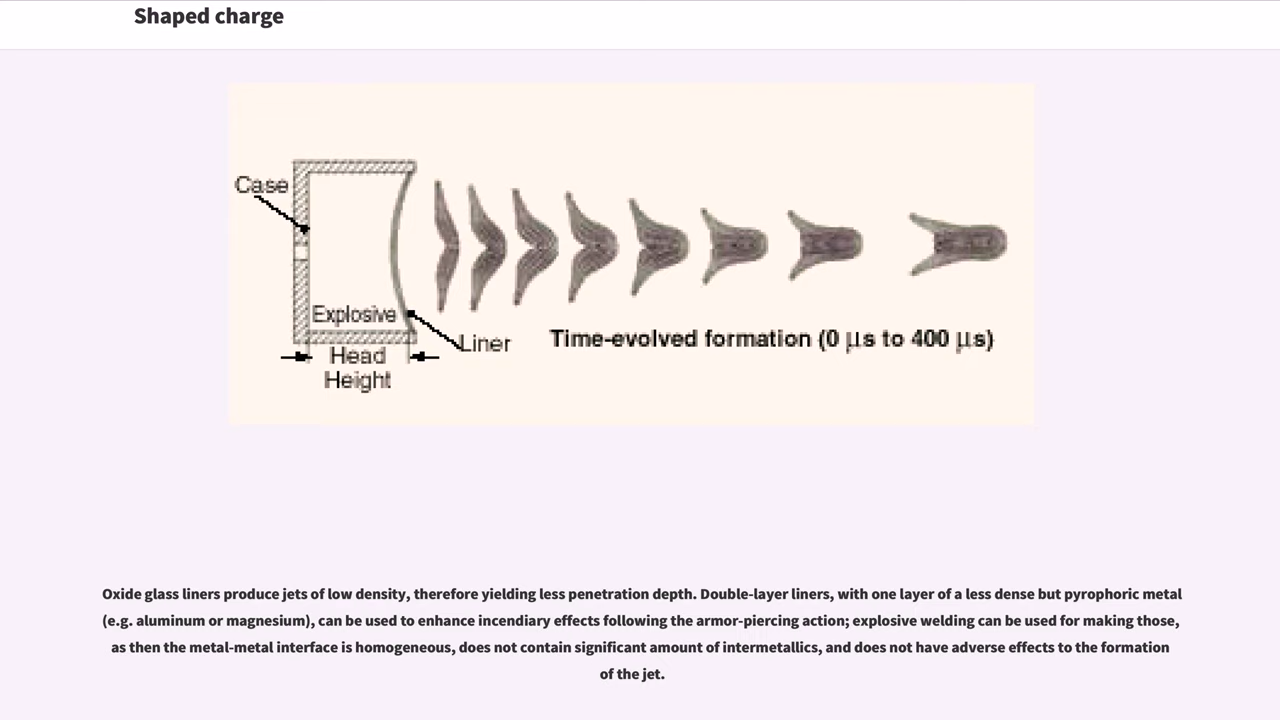 Shaped charge
Case
Explosive
Liner
Time-evolved formation (0 μs to 400 μs)
Head
Height
Oxide glass liners produce jets of low density, therefore yielding less penetration depth. Double-layer liners, with one layer of a less dense but pyrophoric metal
(e.g. aluminum or magnesium), can be used to enhance incendiary effects following the armor-piercing action; explosive welding can be used for making those,
as then the metal-metal interface is homogeneous, does not contain significant amount of intermetallics, and does not have adverse effects to the formation
of the jet.